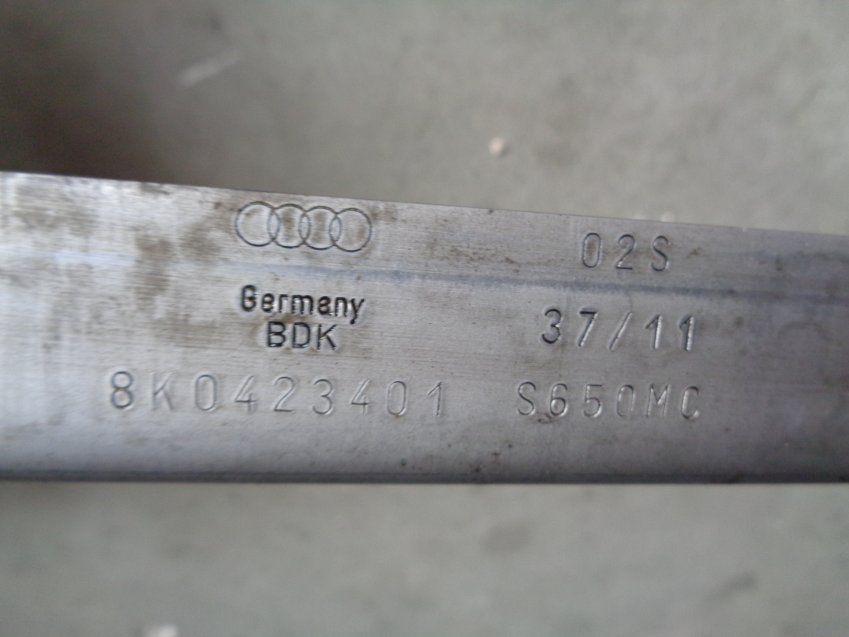 02S
Germany 37/11
BDK
8K0423401 S650MC